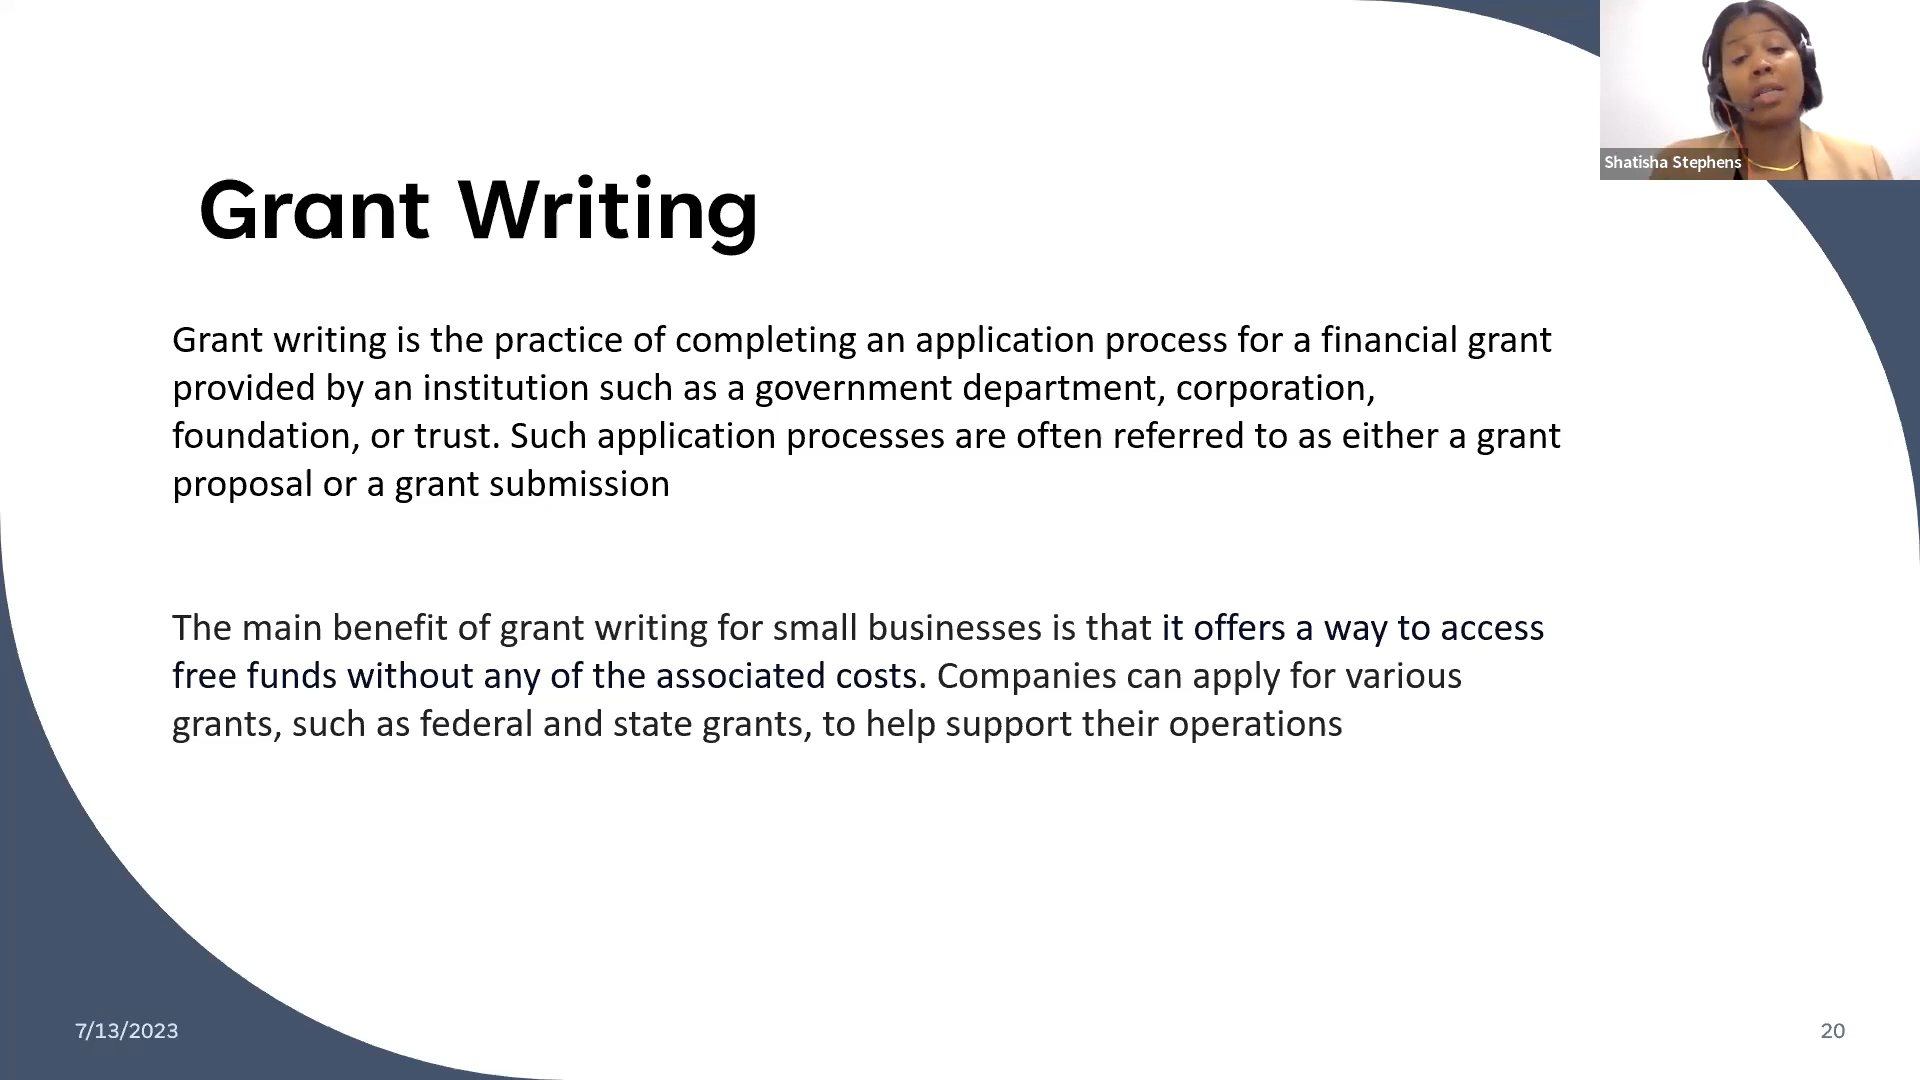 Shatisha Stephens
Grant Writing
Grant writing is the practice of completing an application process for a financial grant
provided by an institution such as a government department, corporation,
foundation, or trust. Such application processes are often referred to as either a grant
proposal or a grant submission
The main benefit of grant writing for small businesses is that it offers a way to access
free funds without any of the associated costs. Companies can apply for various
grants, such as federal and state grants, to help support their operations
7/13/2023
20